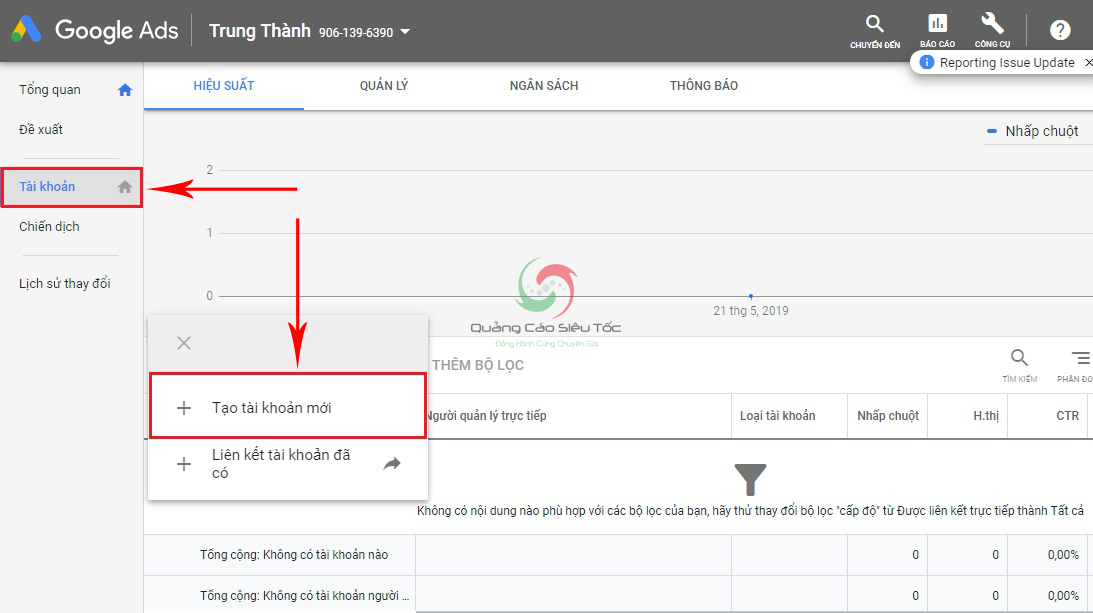 Google Ads
Trung Thành 906-139-6390
CHUYỂN ĐẾN
BÁO CÁO
CÔNG CỤ
Reporting Issue Update
Tổng quan
Đề xuất
Tài khoản
Chiến dịch
Lịch sử thay đổi
HIỆU SUẤT
QUẢN LÝ
NGÂN SÁCH
THÔNG BÁO
Nhấp chuột
2
1
0
21 thg 5, 2019
Quảng Cáo Siêu Tốc
Đồng Hành Cùng Chuyên Gia
Tạo tài khoản mới
Liên kết tài khoản đã
có
THÊM BỘ LỌC
TÌM KIẾM
PHÂN ĐO
Người quản lý trực tiếp
Loại tài khoản
Nhấp chuột
H.thị
CTR
Không có nội dung nào phù hợp với các bộ lọc của bạn, hãy thử thay đổi bộ lọc "cấp độ" từ Được liên kết trực tiếp thành Tất cả
Tổng cộng: Không có tài khoản nào 0 0 0,00%
Tổng cộng: Không có tài khoản người ... 0 0 0,00%